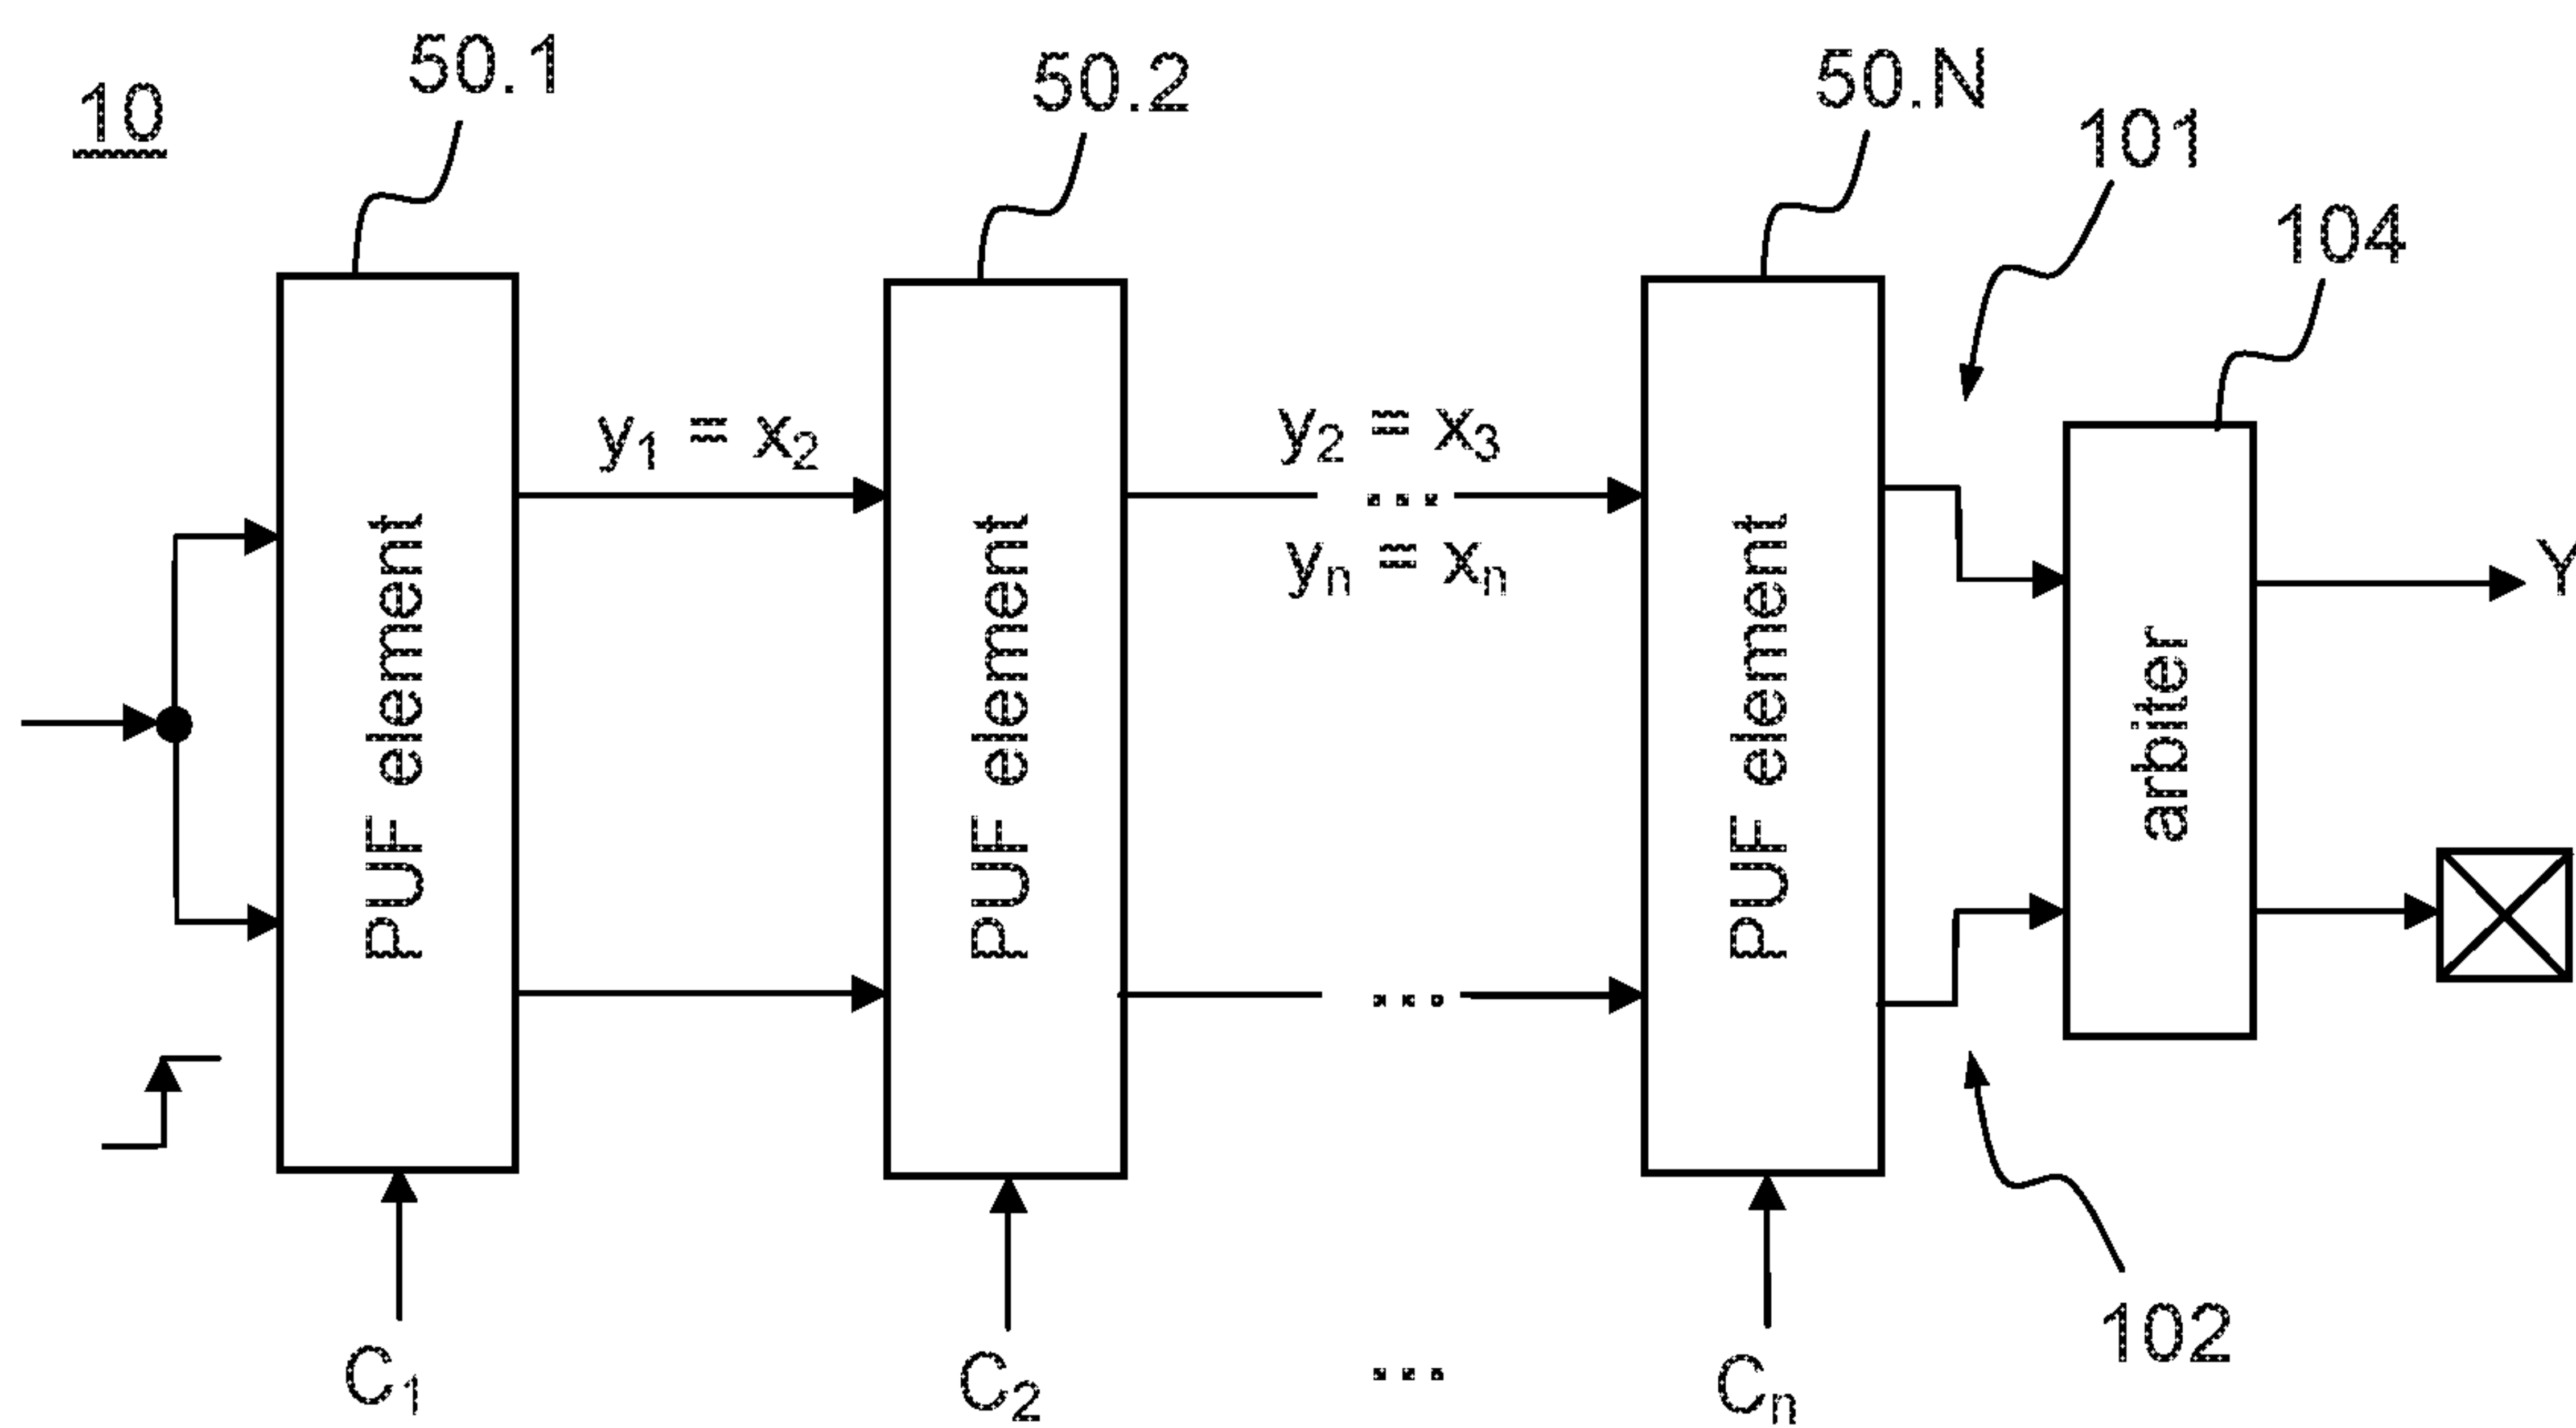 10
50.1
50.2
50.N
101
104
y₁ = x₂
y₂ = x₃
...
yₙ = xₙ
Y
PUF element
PUF element
PUF element
arbiter
...
102
C₁
C₂
...
Cₙ